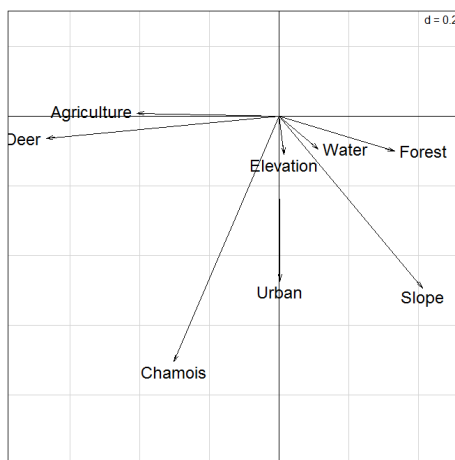 d = 0.2
Agriculture
Deer
Water
Forest
Elevation
Urban
Slope
Chamois